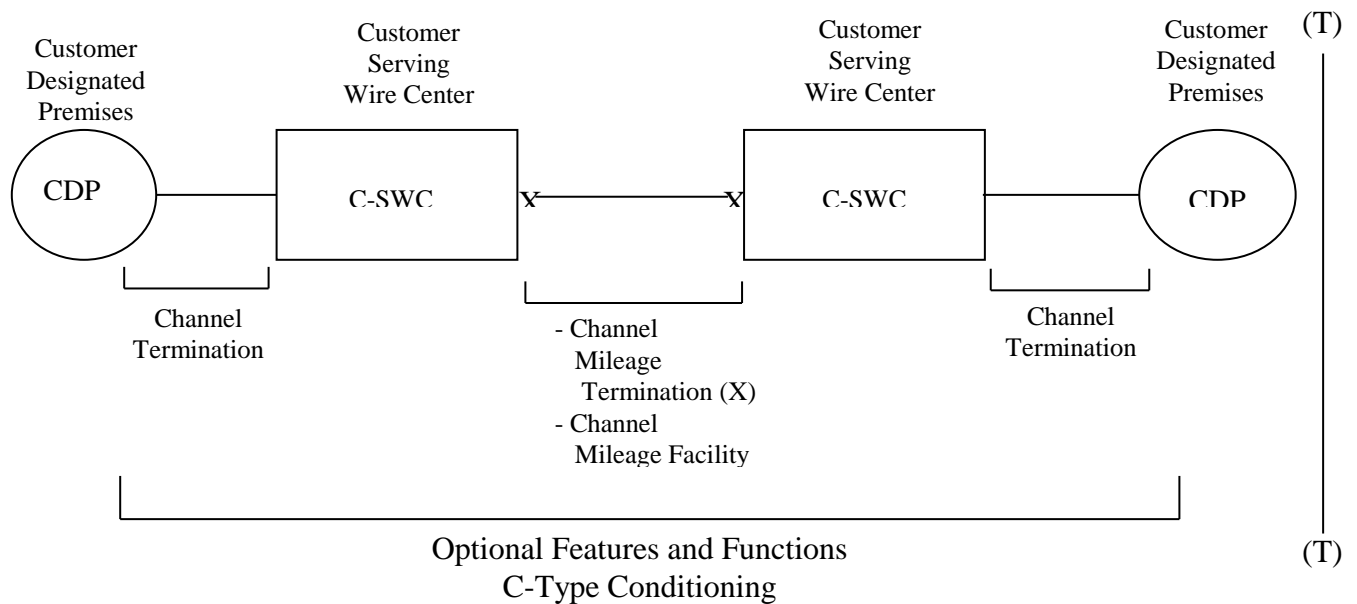 Customer
Designated
Premises
Customer
Serving
Wire Center
Customer
Serving
Wire Center
Customer
Designated
Premises
(T)
CDP
C-SWC
X
X
C-SWC
CDP
Channel
Termination
- Channel
Mileage
Termination (X)
- Channel
Mileage Facility
Channel
Termination
Optional Features and Functions
C-Type Conditioning
(T)